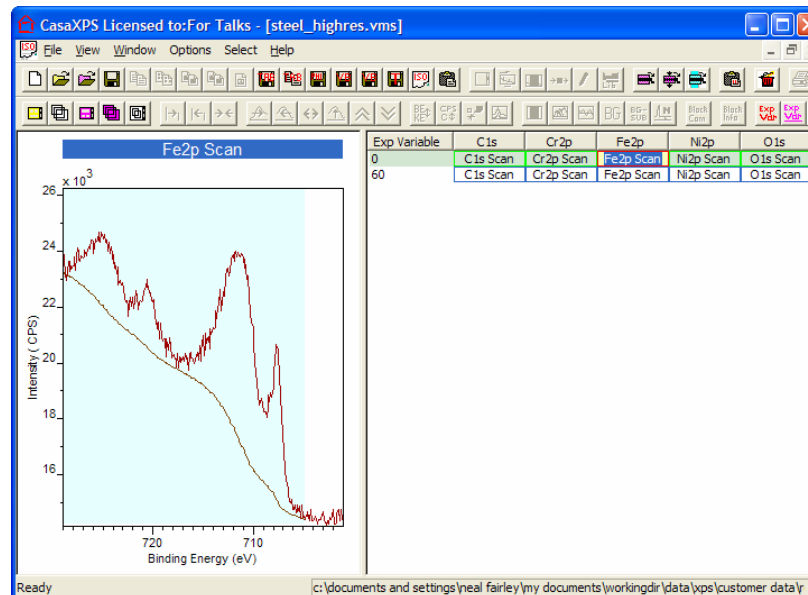 CasaXPS Licensed to:For Talks - [steel_highres.vms]
File View Window Options Select Help
Fe2p Scan
x 10³
26
24
22
20
18
16
Intensity ( CPS)
720 710
Binding Energy (eV)
Exp Variable C1s Cr2p Fe2p Ni2p O1s
0 C1s Scan Cr2p Scan Fe2p Scan Ni2p Scan O1s Scan
60 C1s Scan Cr2p Scan Fe2p Scan Ni2p Scan O1s Scan
Ready c:\documents and settings\neal fairley\my documents\workingdir\data\xps\customer data\r